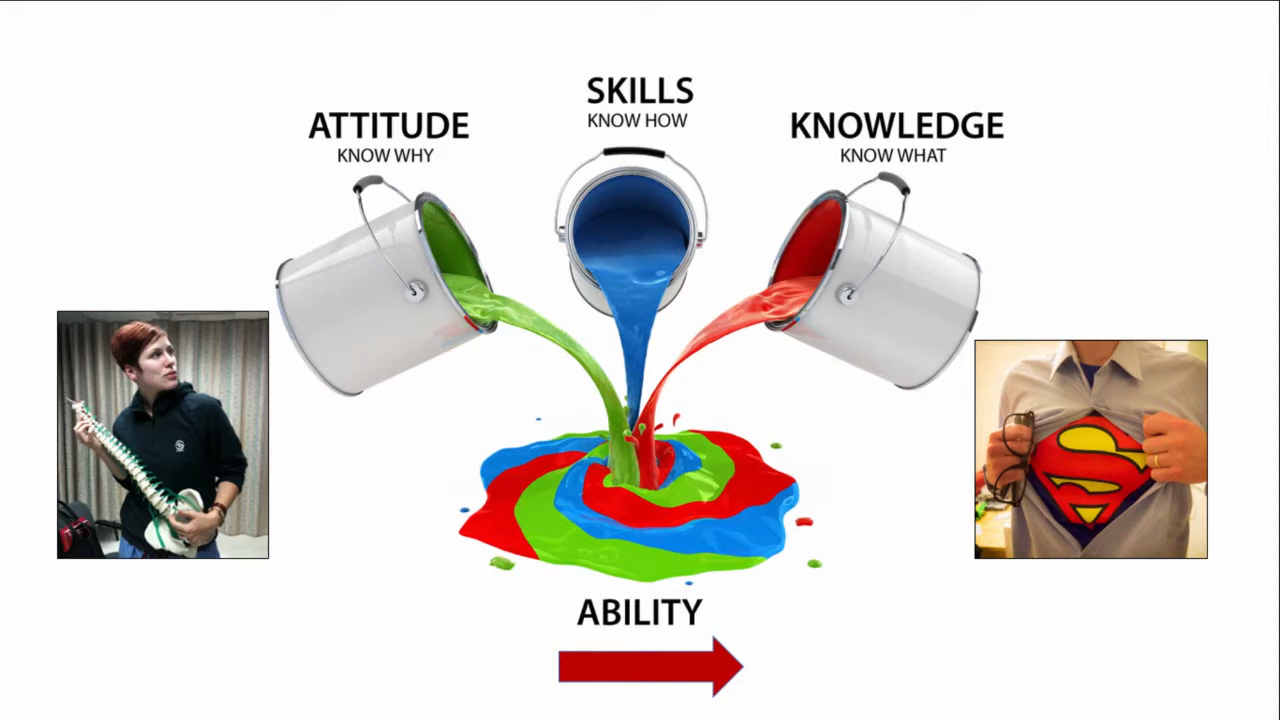 ATTITUDE
KNOW WHY
SKILLS
KNOW HOW
KNOWLEDGE
KNOW WHAT
ABILITY